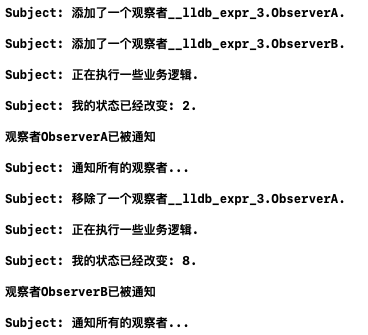 Subject: 添加了一个观察者__lldb_expr_3.ObserverA.
Subject: 添加了一个观察者__lldb_expr_3.ObserverB.
Subject: 正在执行一些业务逻辑.
Subject: 我的状态已经改变: 2.
观察者ObserverA已被通知
Subject: 通知所有的观察者...
Subject: 移除了一个观察者__lldb_expr_3.ObserverA.
Subject: 正在执行一些业务逻辑.
Subject: 我的状态已经改变: 8.
观察者ObserverB已被通知
Subject: 通知所有的观察者...